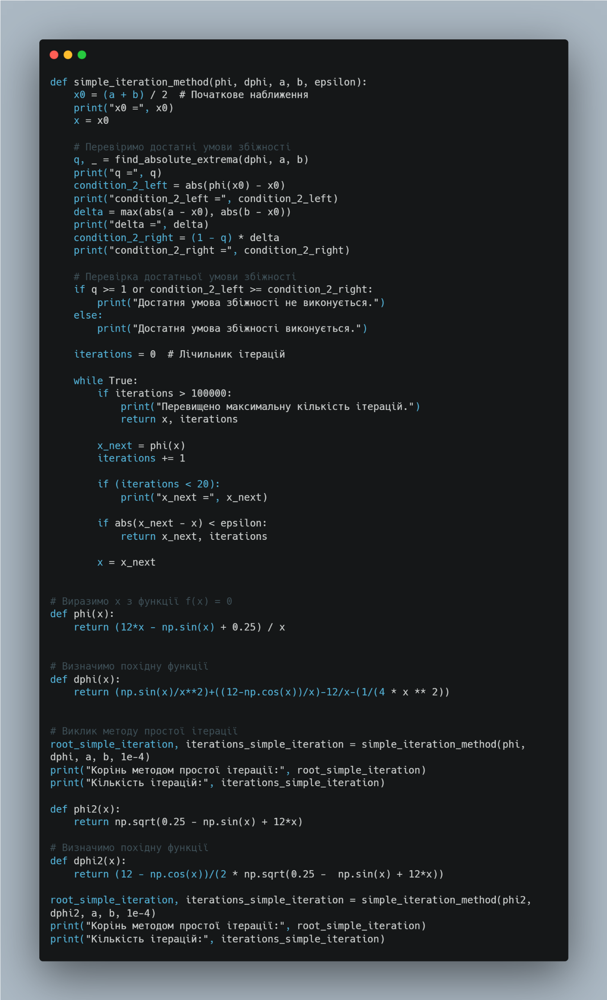 def simple_iteration_method(phi, dphi, a, b, epsilon):
    x0 = (a + b) / 2  # Початкове наближення
    print("x0 =", x0)
    x = x0

    # Перевіримо достатні умови збіжності
    q, _ = find_absolute_extrema(dphi, a, b)
    print("q =", q)
    condition_2_left = abs(phi(x0) - x0)
    print("condition_2_left =", condition_2_left)
    delta = max(abs(a - x0), abs(b - x0))
    print("delta =", delta)
    condition_2_right = (1 - q) * delta
    print("condition_2_right =", condition_2_right)

    # Перевірка достатньої умови збіжності
    if q >= 1 or condition_2_left >= condition_2_right:
        print("Достатня умова збіжності не виконується.")
    else:
        print("Достатня умова збіжності виконується.")

    iterations = 0  # Лічильник ітерацій

    while True:
        if iterations > 100000:
            print("Перевищено максимальну кількість ітерацій.")
            return x, iterations

        x_next = phi(x)
        iterations += 1

        if (iterations < 20):
            print("x_next =", x_next)

        if abs(x_next - x) < epsilon:
            return x_next, iterations

        x = x_next


# Виразимо x з функції f(x) = 0
def phi(x):
    return (12*x - np.sin(x) + 0.25) / x


# Визначимо похідну функції
def dphi(x):
    return (np.sin(x)/x**2)+((12-np.cos(x))/x)-12/x-(1/(4 * x ** 2))


# Виклик методу простої ітерації
root_simple_iteration, iterations_simple_iteration = simple_iteration_method(phi,
dphi, a, b, 1e-4)
print("Корінь методом простої ітерації:", root_simple_iteration)
print("Кількість ітерацій:", iterations_simple_iteration)

def phi2(x):
    return np.sqrt(0.25 - np.sin(x) + 12*x)

# Визначимо похідну функції
def dphi2(x):
    return (12 - np.cos(x))/(2 * np.sqrt(0.25 -  np.sin(x) + 12*x))

root_simple_iteration, iterations_simple_iteration = simple_iteration_method(phi2,
dphi2, a, b, 1e-4)
print("Корінь методом простої ітерації:", root_simple_iteration)
print("Кількість ітерацій:", iterations_simple_iteration)